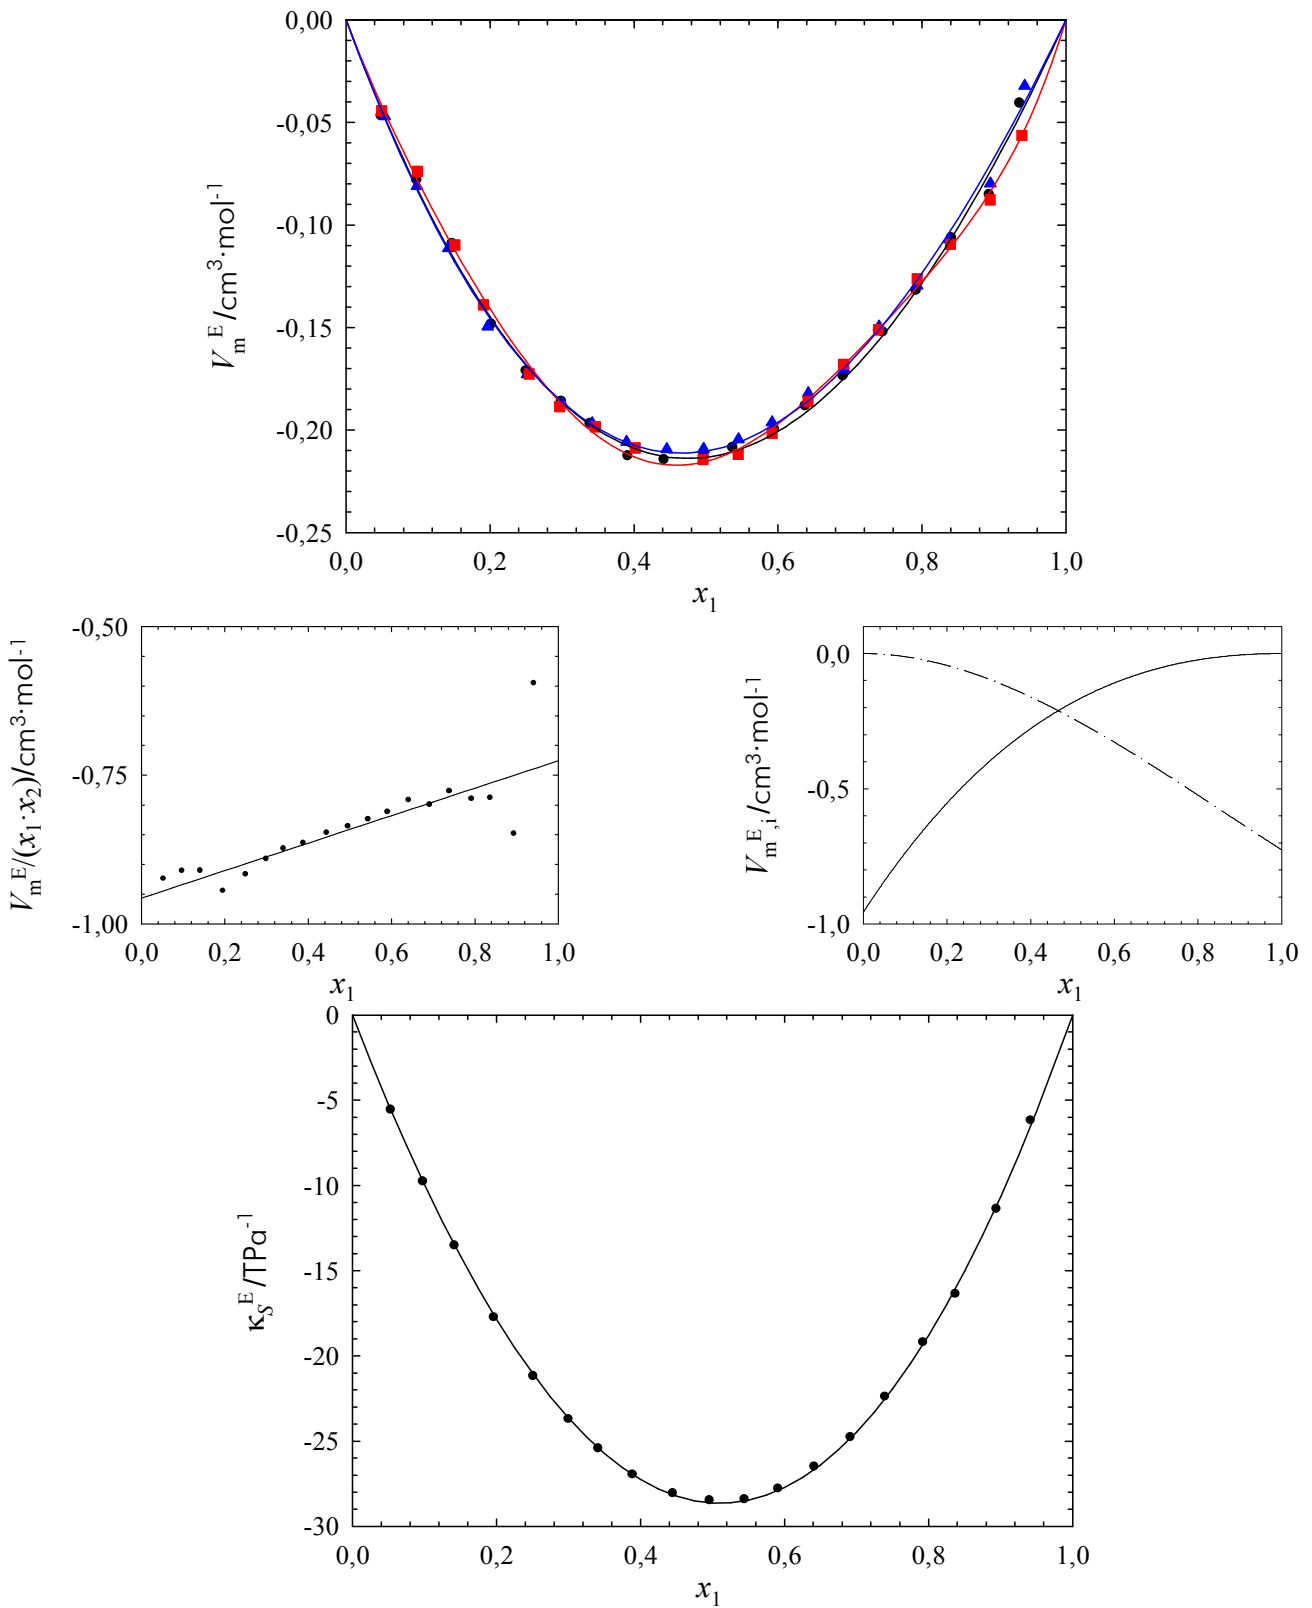 0,00
-0,05
-0,10
-0,15
-0,20
-0,25
V_m^E/cm³·mol⁻¹
0,0 0,2 0,4 0,6 0,8 1,0
x₁
-0,50
-0,75
-1,00
V_m^E/(x₁·x₂)/cm³·mol⁻¹
0,0 0,2 0,4 0,6 0,8 1,0
x₁
0,0
-0,5
-1,0
V_m^E,i/cm³·mol⁻¹
0,0 0,2 0,4 0,6 0,8 1,0
x₁
0
-5
-10
-15
-20
-25
-30
κ_S^E/TPa⁻¹
0,0 0,2 0,4 0,6 0,8 1,0
x₁